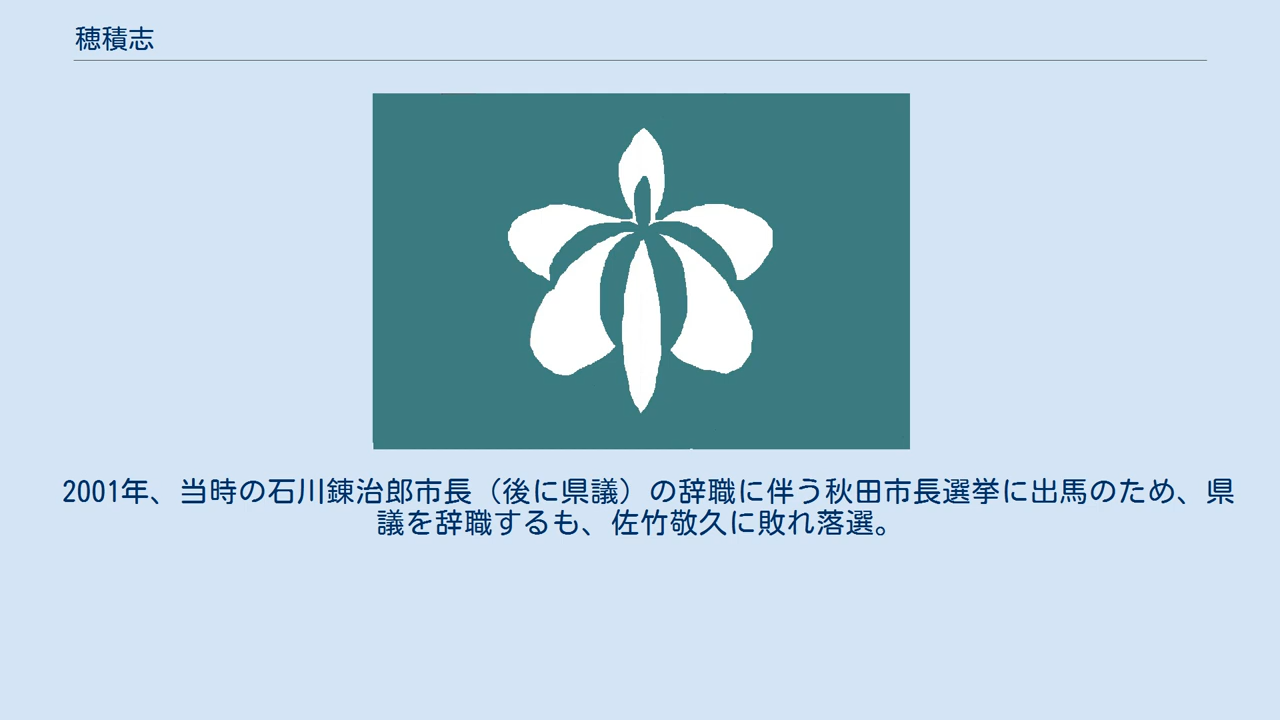 穂積志
2001年、当時の石川錬治郎市長（後に県議）の辞職に伴う秋田市長選挙に出馬のため、県
議を辞職するも、佐竹敬久に敗れ落選。